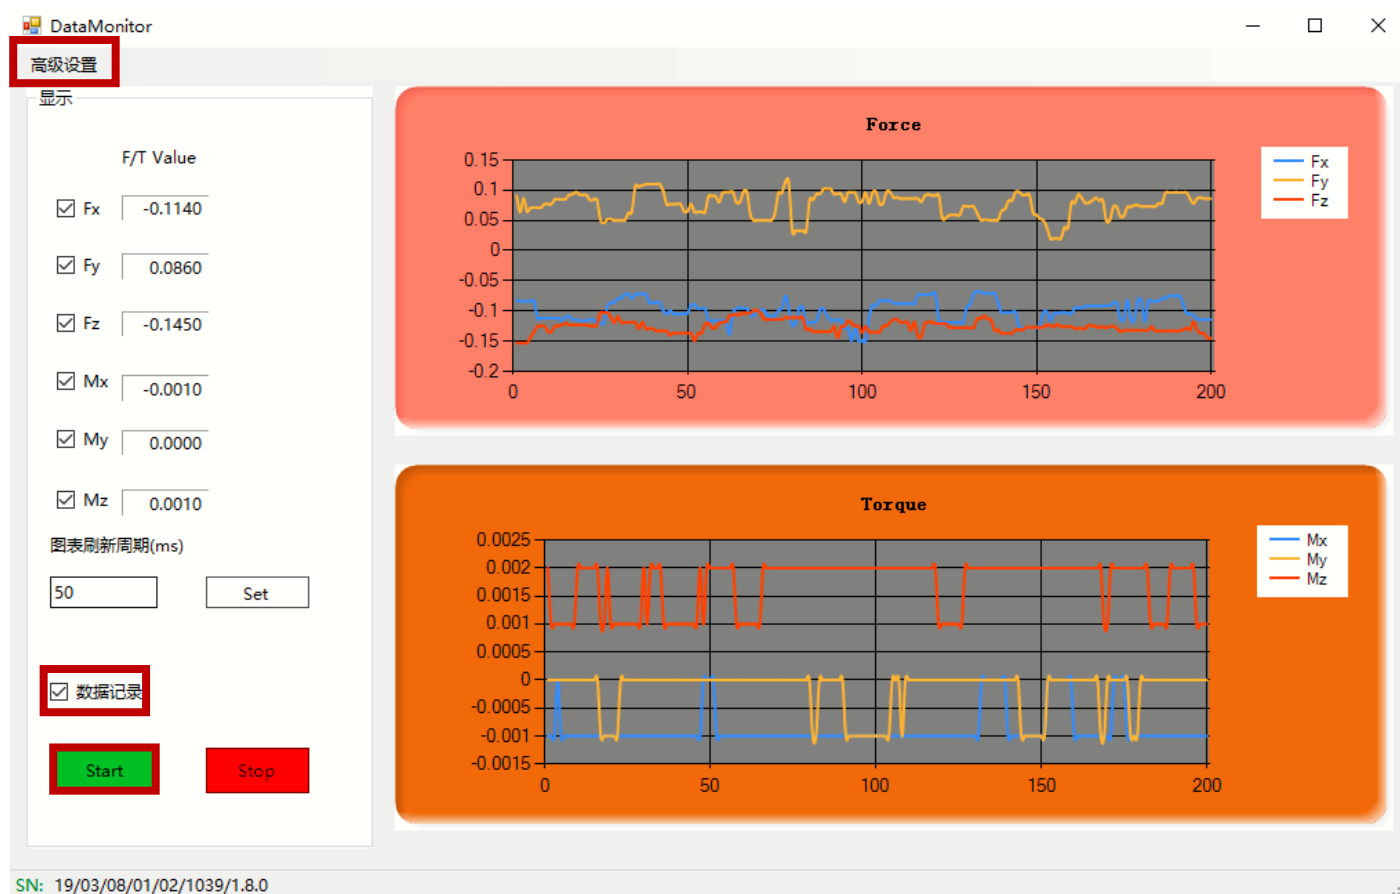 DataMonitor
高级设置
显示
F/T Value
Fx -0.1140
Fy 0.0860
Fz -0.1450
Mx -0.0010
My 0.0000
Mz 0.0010
图表刷新周期(ms)
50 Set
数据记录
Start Stop
Force
0.15
0.1
0.05
0
-0.05
-0.1
-0.15
-0.2
0 50 100 150 200
Fx
Fy
Fz
Torque
0.0025
0.002
0.0015
0.001
0.0005
0
-0.0005
-0.001
-0.0015
0 50 100 150 200
Mx
My
Mz
SN: 19/03/08/01/02/1039/1.8.0